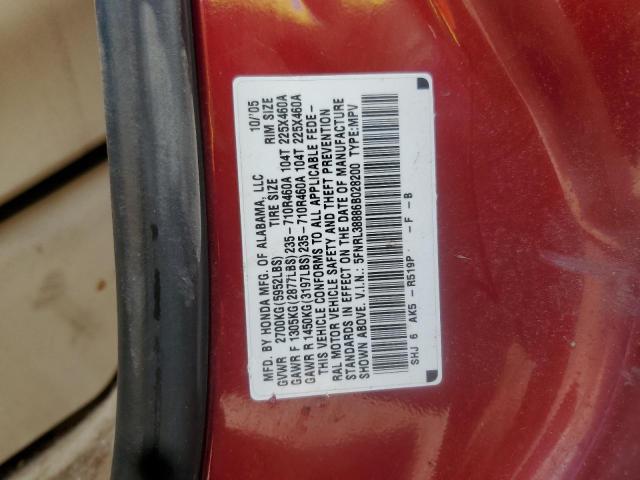 MFD. BY HONDA MFG. OF ALABAMA, LLC 10/'05
GVWR 2700KG(5952LBS) TIRE SIZE RIM SIZE
GAWR F 1305KG(2877LBS) 235-710R460A 104T 225X460A
GAWR R 1450KG(3197LBS) 235-710R460A 104T 225X460A
THIS VEHICLE CONFORMS TO ALL APPLICABLE FEDE-
RAL MOTOR VEHICLE SAFETY AND THEFT PREVENTION
STANDARDS IN EFFECT ON THE DATE OF MANUFACTURE
SHOWN ABOVE. V.I.N.: 5FNRL38886B028200 TYPE:MPV
SHJ 6 AK5 - R519P - F - B